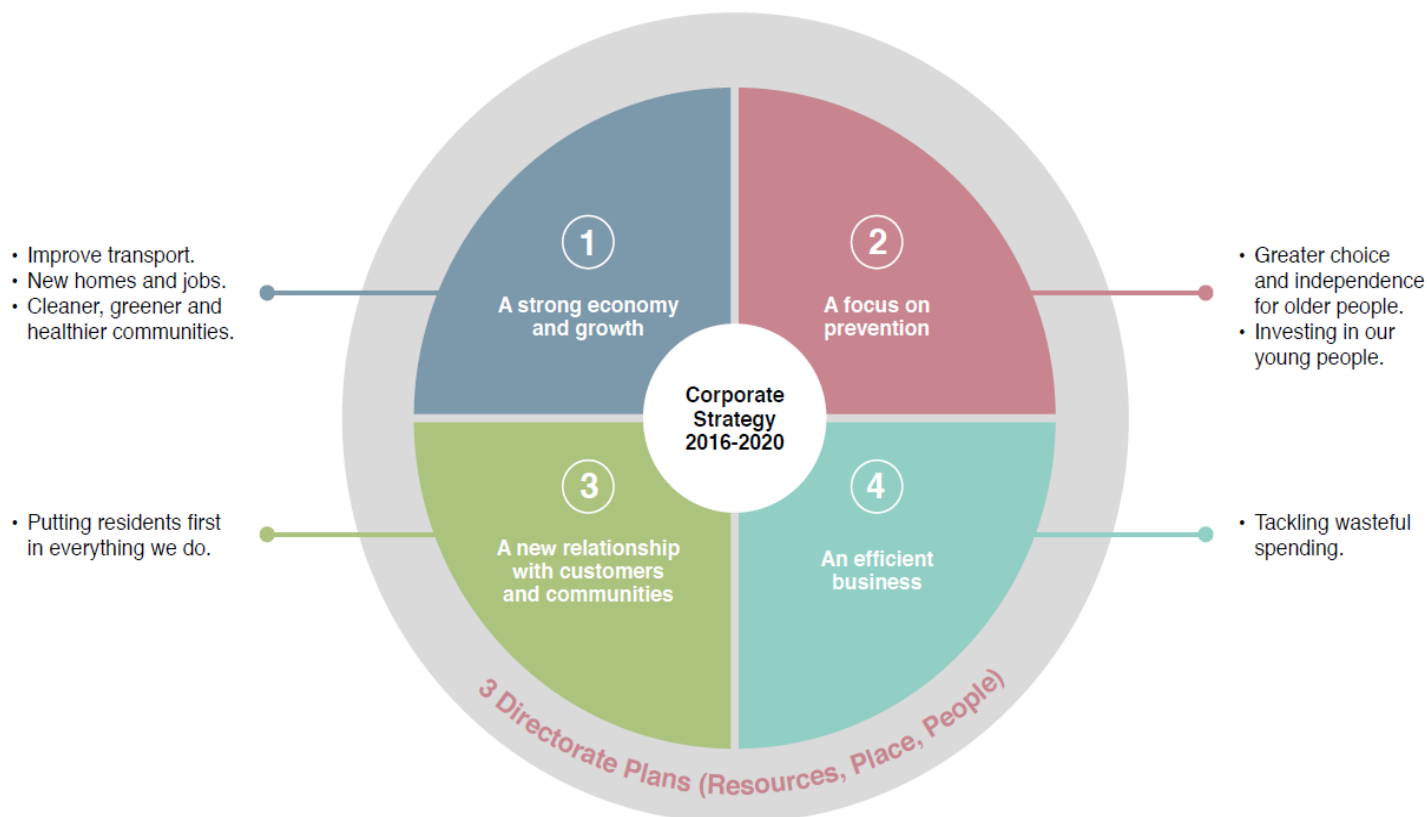 • Improve transport.
• New homes and jobs.
• Cleaner, greener and
healthier communities.
1
A strong economy
and growth
2
A focus on
prevention
• Greater choice
and independence
for older people.
• Investing in our
young people.
Corporate
Strategy
2016-2020
• Putting residents first
in everything we do.
3
A new relationship
with customers
and communities
4
An efficient
business
• Tackling wasteful
spending.
3 Directorate Plans (Resources, Place, People)